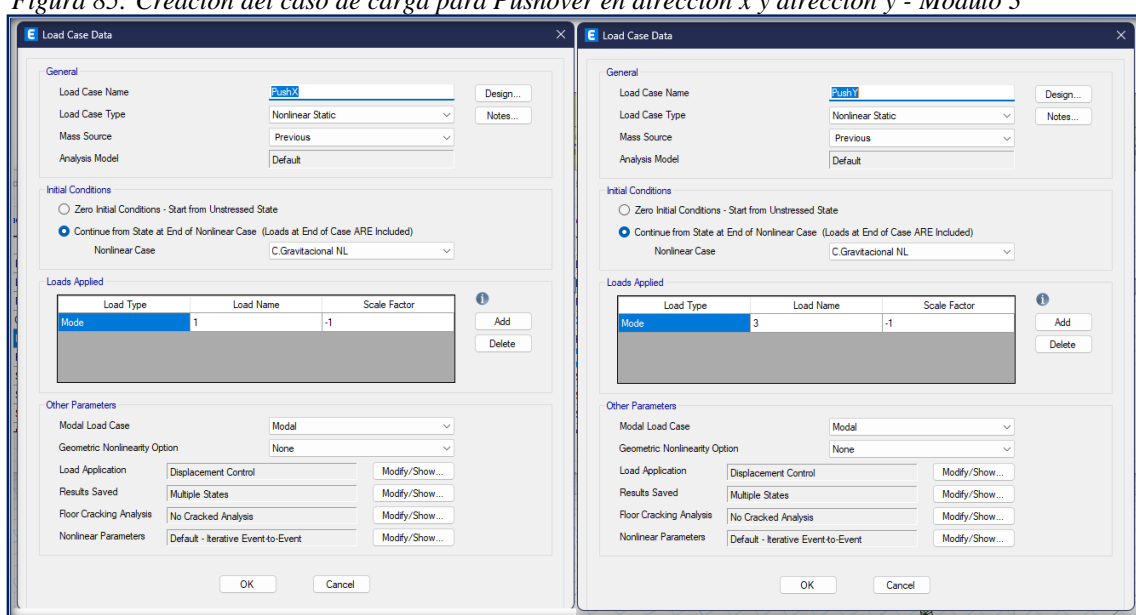 Figura 85: Creación del caso de carga para Pushover en dirección x y dirección y - Módulo 3
E Load Case Data
General
Load Case Name PushX Design...
Load Case Type Nonlinear Static Notes...
Mass Source Previous
Analysis Model Default
Initial Conditions
Zero Initial Conditions - Start from Unstressed State
Continue from State at End of Nonlinear Case (Loads at End of Case ARE Included)
Nonlinear Case C.Gravitacional NL
Loads Applied
Load Type Load Name Scale Factor
Mode 1 -1 Add
Delete
Other Parameters
Modal Load Case Modal
Geometric Nonlinearity Option None
Load Application Displacement Control Modify/Show...
Results Saved Multiple States Modify/Show...
Floor Cracking Analysis No Cracked Analysis Modify/Show...
Nonlinear Parameters Default - Iterative Event-to-Event Modify/Show...
OK Cancel
E Load Case Data
General
Load Case Name PushY Design...
Load Case Type Nonlinear Static Notes...
Mass Source Previous
Analysis Model Default
Initial Conditions
Zero Initial Conditions - Start from Unstressed State
Continue from State at End of Nonlinear Case (Loads at End of Case ARE Included)
Nonlinear Case C.Gravitacional NL
Loads Applied
Load Type Load Name Scale Factor
Mode 3 -1 Add
Delete
Other Parameters
Modal Load Case Modal
Geometric Nonlinearity Option None
Load Application Displacement Control Modify/Show...
Results Saved Multiple States Modify/Show...
Floor Cracking Analysis No Cracked Analysis Modify/Show...
Nonlinear Parameters Default - Iterative Event-to-Event Modify/Show...
OK Cancel